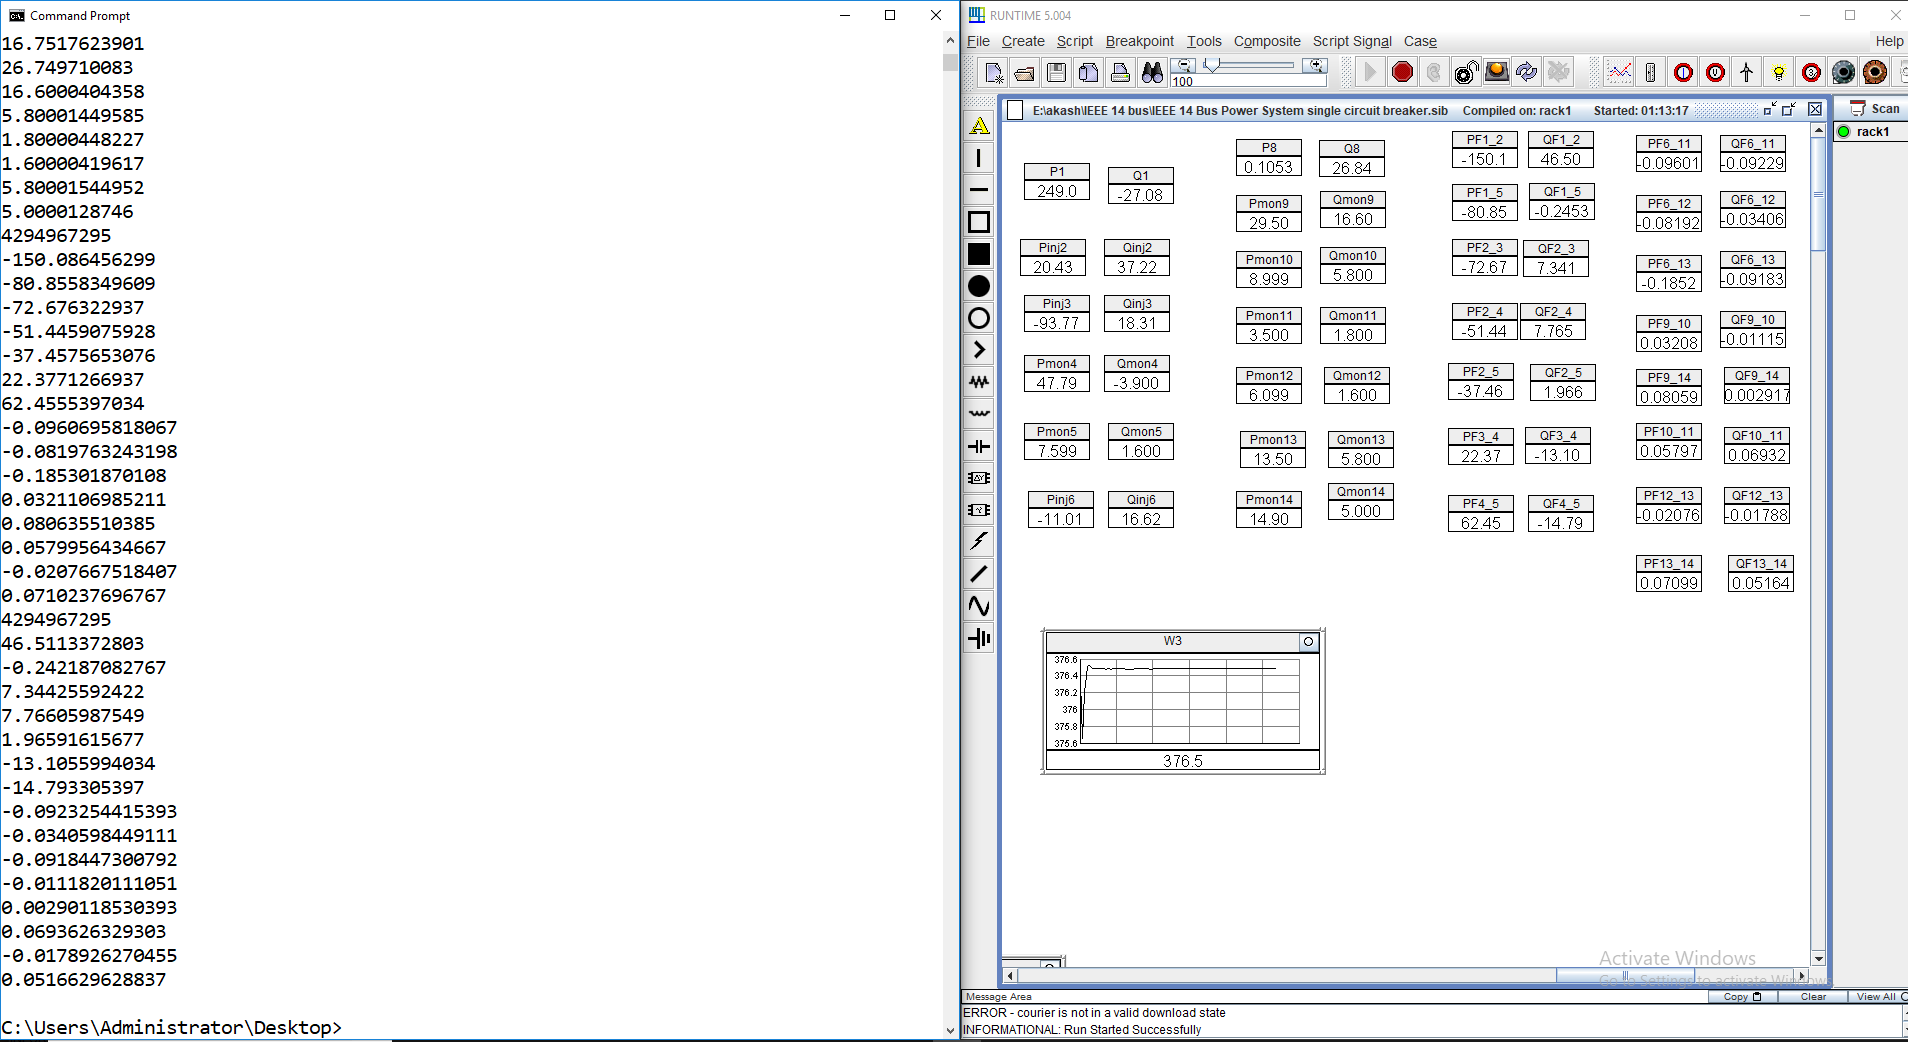 Command Prompt
16.7517623901
26.749710083
16.6000404358
5.80001449585
1.80000448227
1.60000419617
5.80001544952
5.0000128746
4294967295
-150.086456299
-80.8558349609
-72.676322937
-51.4459075928
-37.4575653076
22.3771266937
62.4555397034
-0.0960695818067
-0.0819763243198
-0.185301870108
0.0321106985211
0.080635510385
0.0579956434667
-0.0207667518407
0.0710237696767
4294967295
46.5113372803
-0.242187082767
7.34425592422
7.76605987549
1.96591615677
-13.1055994034
-14.793305397
-0.0923254415393
-0.0340598449111
-0.0918447300792
-0.0111820111051
0.00290118530393
0.0693626329303
-0.0178926270455
0.0516629628837
C:\Users\Administrator\Desktop>
RUNTIME 5.004
File Create Script Breakpoint Tools Composite Script Signal Case Help
100
E:\akash\IEEE 14 bus\IEEE 14 Bus Power System single circuit breaker.sib Compiled on: rack1 Started: 01:13:17
Scan
rack1
P1
249.0
Q1
-27.08
Pinj2
20.43
Qinj2
37.22
Pinj3
-93.77
Qinj3
18.31
Pmon4
47.79
Qmon4
-3.900
Pmon5
7.599
Qmon5
1.600
Pinj6
-11.01
Qinj6
16.62
P8
0.1053
Q8
26.84
Pmon9
29.50
Qmon9
16.60
Pmon10
8.999
Qmon10
5.800
Pmon11
3.500
Qmon11
1.800
Pmon12
6.099
Qmon12
1.600
Pmon13
13.50
Qmon13
5.800
Pmon14
14.90
Qmon14
5.000
PF1_2
-150.1
QF1_2
46.50
PF1_5
-80.85
QF1_5
-0.2453
PF2_3
-72.67
QF2_3
7.341
PF2_4
-51.44
QF2_4
7.765
PF2_5
-37.46
QF2_5
1.966
PF3_4
22.37
QF3_4
-13.10
PF4_5
62.45
QF4_5
-14.79
PF6_11
-0.09601
QF6_11
-0.09229
PF6_12
-0.08192
QF6_12
-0.03406
PF6_13
-0.1852
QF6_13
-0.09183
PF9_10
0.03208
QF9_10
-0.01115
PF9_14
0.08059
QF9_14
0.002917
PF10_11
0.05797
QF10_11
0.06932
PF12_13
-0.02076
QF12_13
-0.01788
PF13_14
0.07099
QF13_14
0.05164
W3
376.6
376.4
376.2
376
375.8
375.6
376.5
Activate Windows
Go to Settings to activate Windows
Message Area
Copy
Clear
View All
ERROR - courier is not in a valid download state
INFORMATIONAL: Run Started Successfully